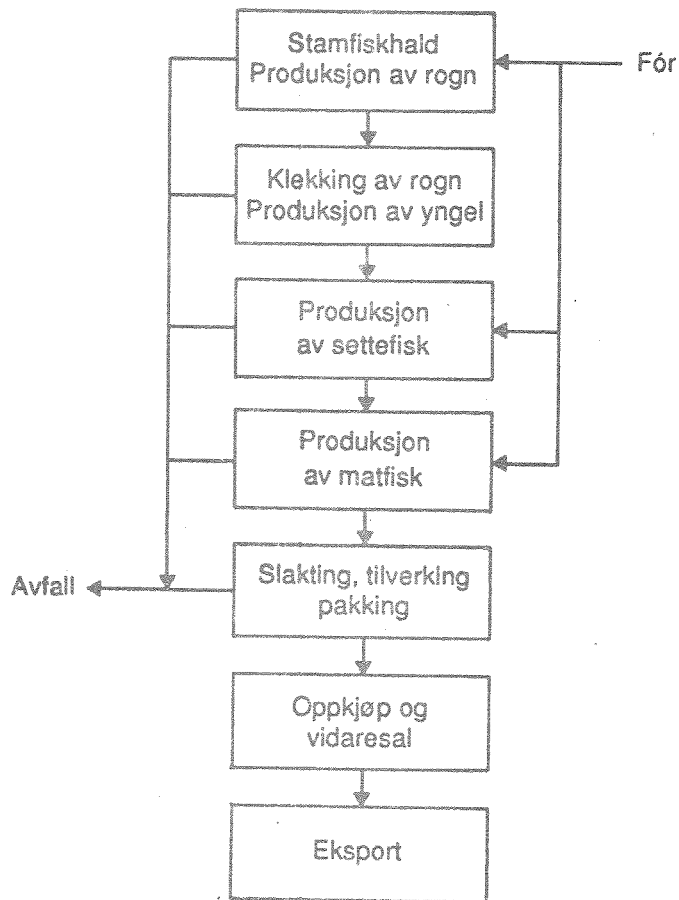 Stamfiskhald
Produksjon av rogn
Fór
Klekking av rogn
Produksjon av yngel
Produksjon
av settefisk
Produksjon
av matfisk
Avfall
Slakting, tilverking
pakking
Oppkjøp og
vidaresal
Eksport